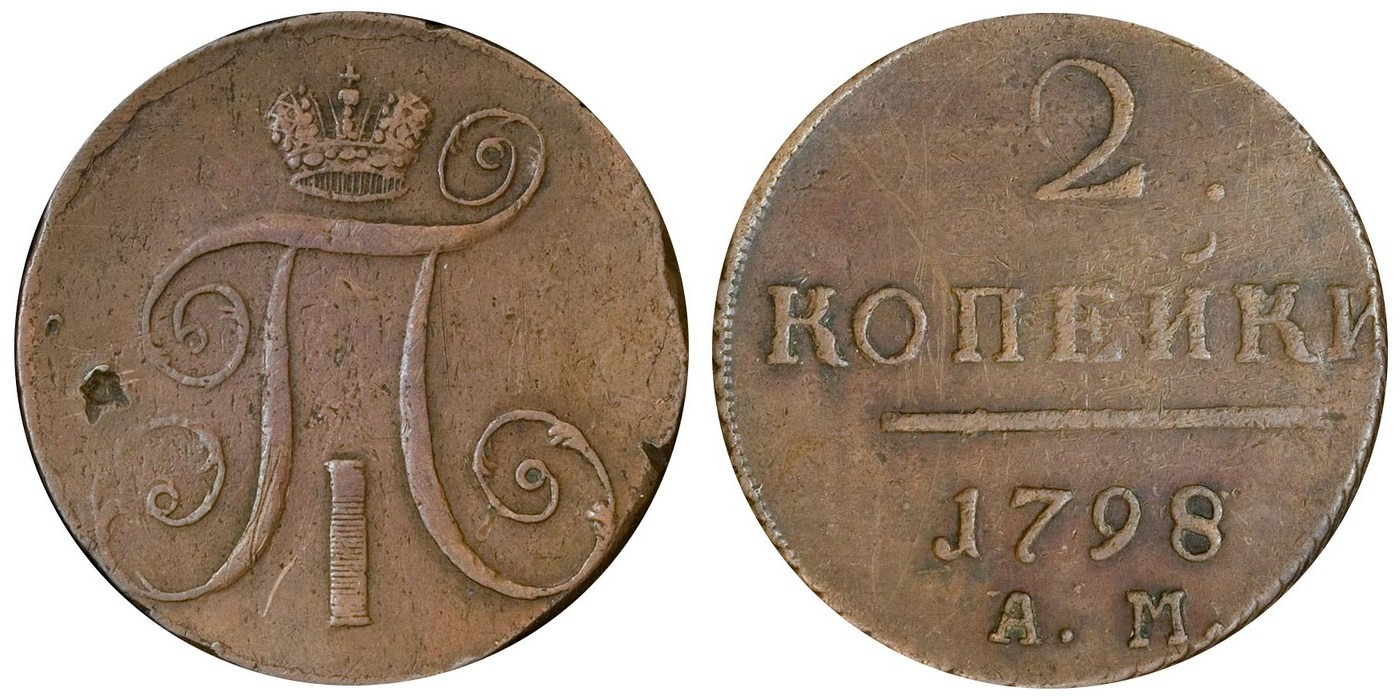 П
I
2
КОПЕЙКИ
1798
А. М.